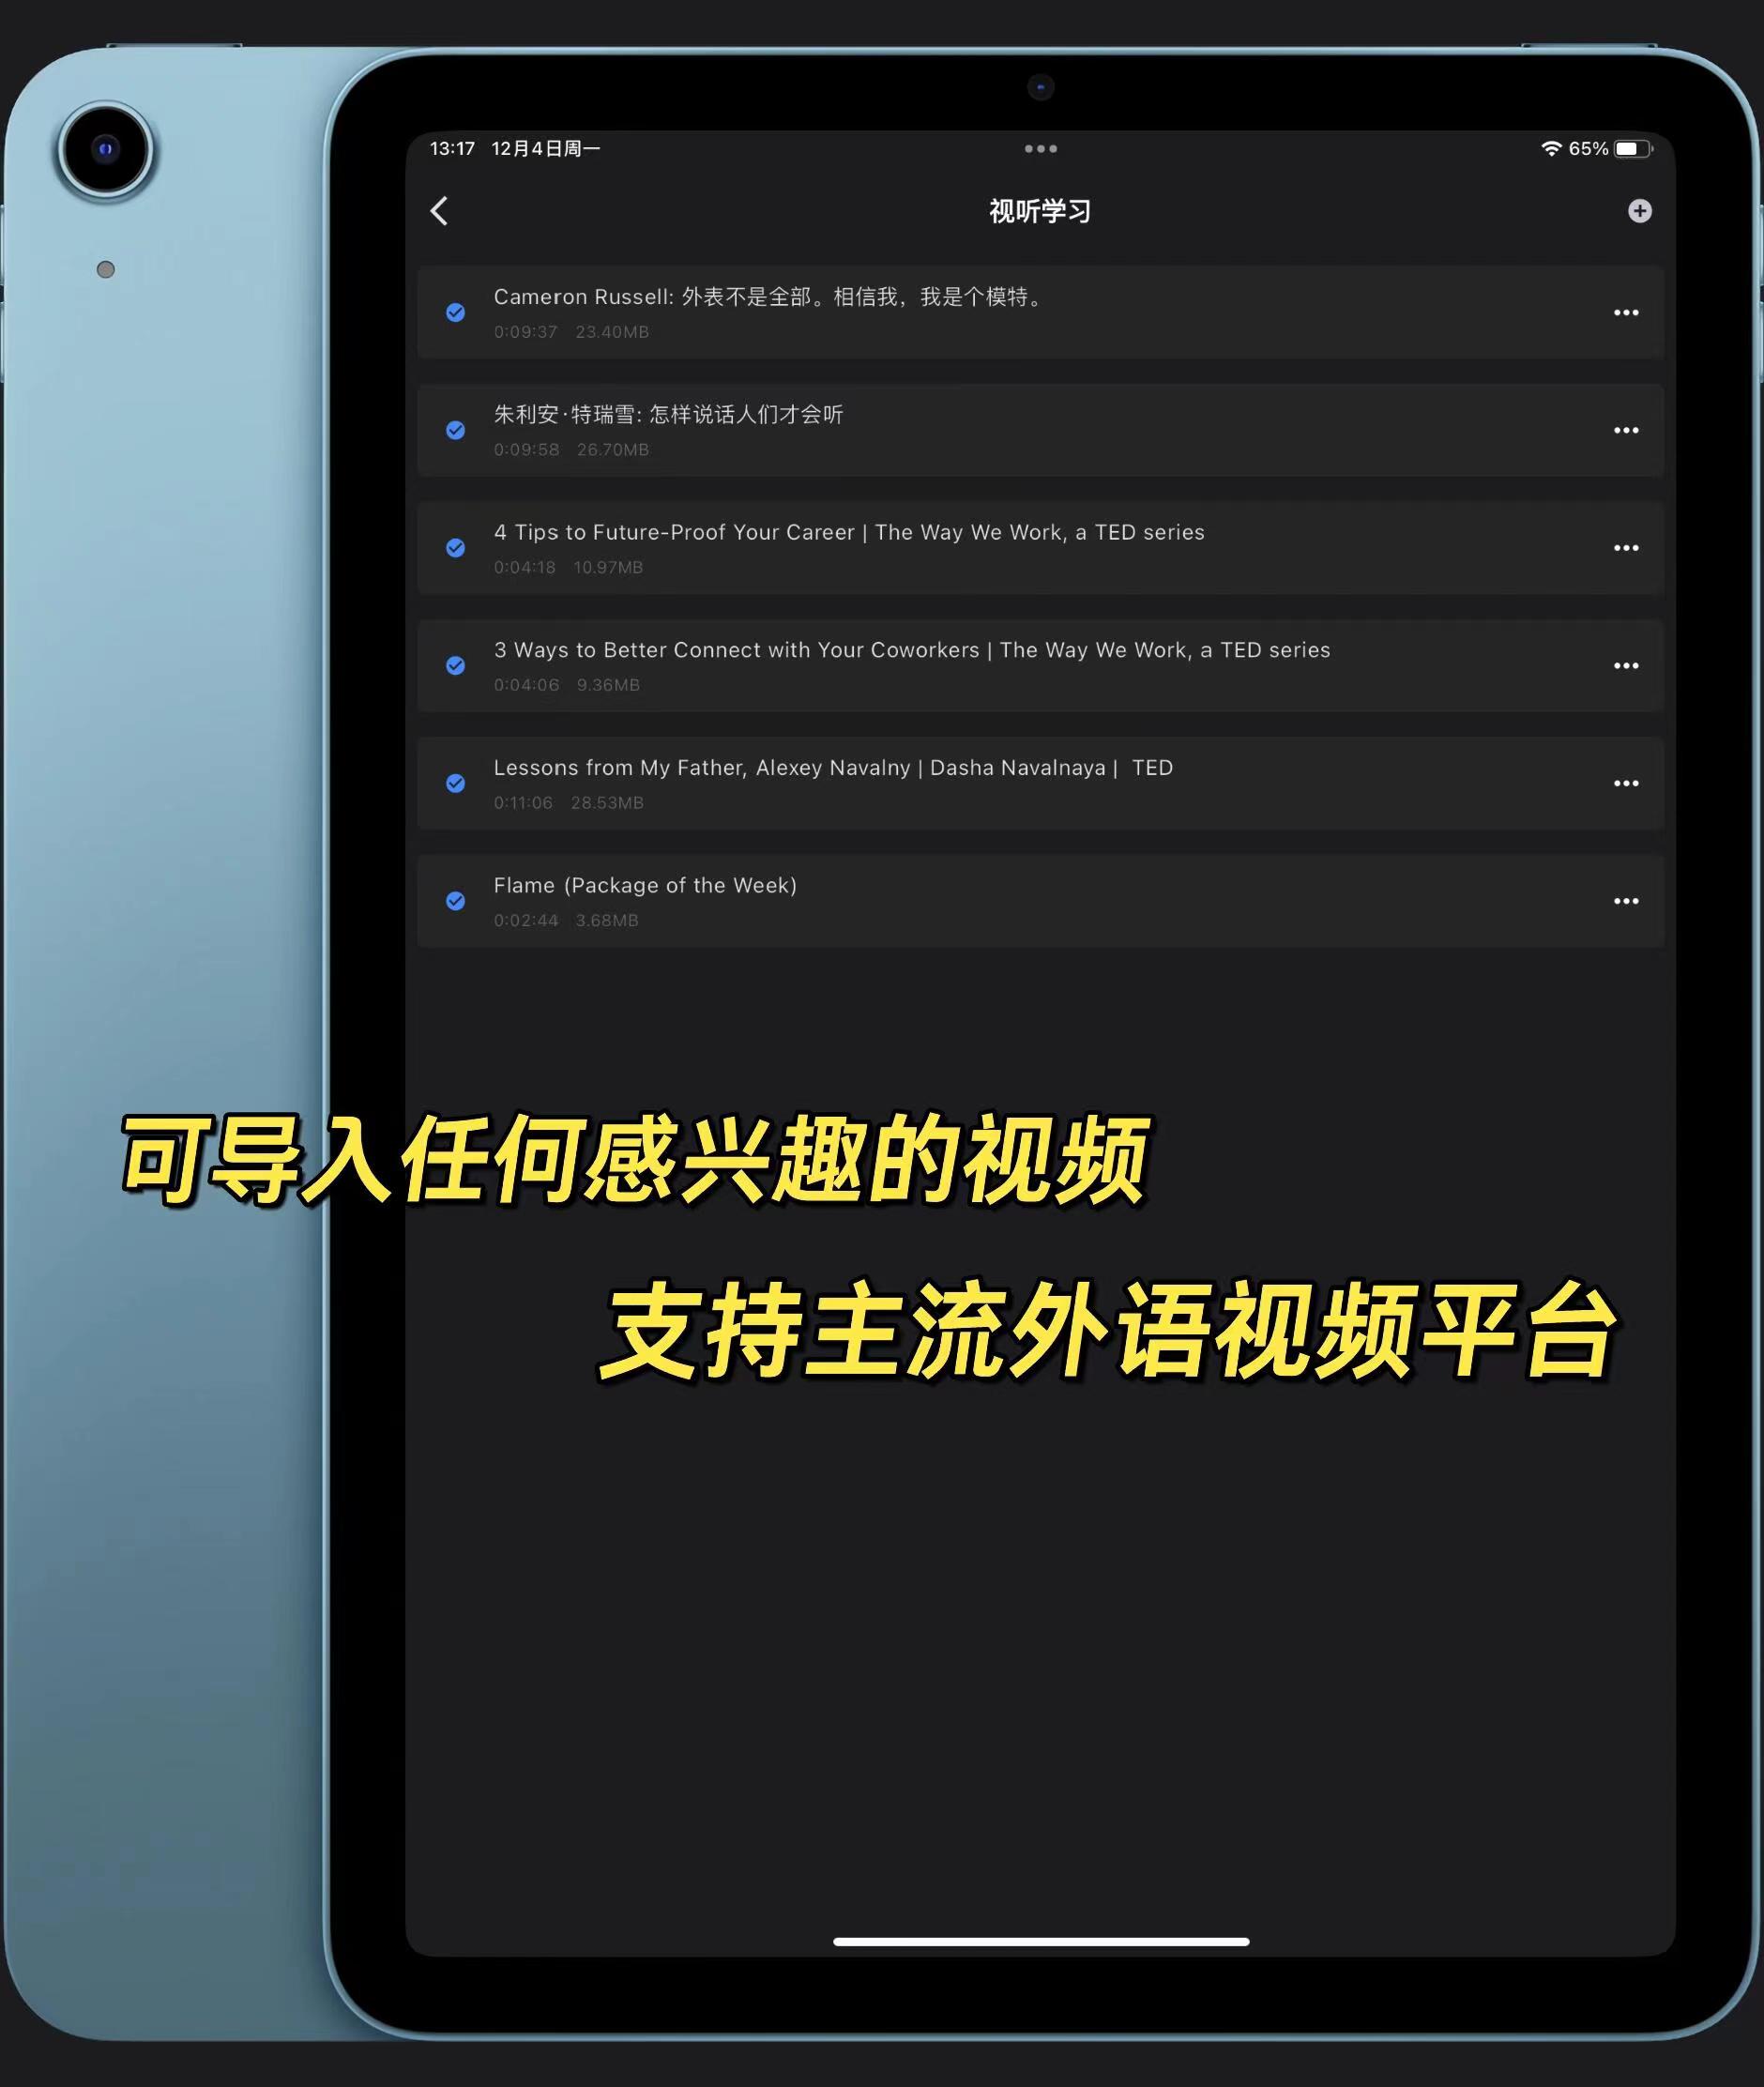 13:17 12月4日周一
65%
视听学习
Cameron Russell: 外表不是全部。相信我，我是个模特。
0:09:37 23.40MB
朱利安·特瑞雪: 怎样说话人们才会听
0:09:58 26.70MB
4 Tips to Future-Proof Your Career | The Way We Work, a TED series
0:04:18 10.97MB
3 Ways to Better Connect with Your Coworkers | The Way We Work, a TED series
0:04:06 9.36MB
Lessons from My Father, Alexey Navalny | Dasha Navalnaya | TED
0:11:06 28.53MB
Flame (Package of the Week)
0:02:44 3.68MB
可导入任何感兴趣的视频
支持主流外语视频平台